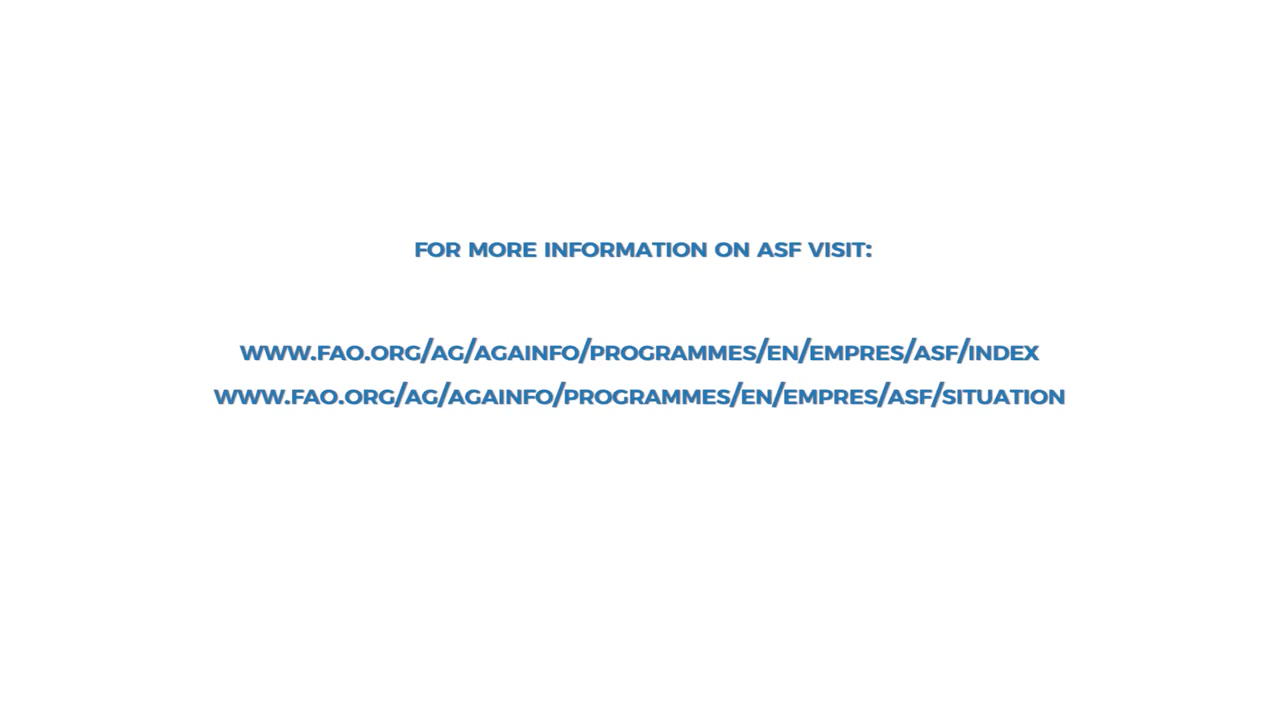 FOR MORE INFORMATION ON ASF VISIT:
WWW.FAO.ORG/AG/AGAINFO/PROGRAMMES/EN/EMPRES/ASF/INDEX
WWW.FAO.ORG/AG/AGAINFO/PROGRAMMES/EN/EMPRES/ASF/SITUATION